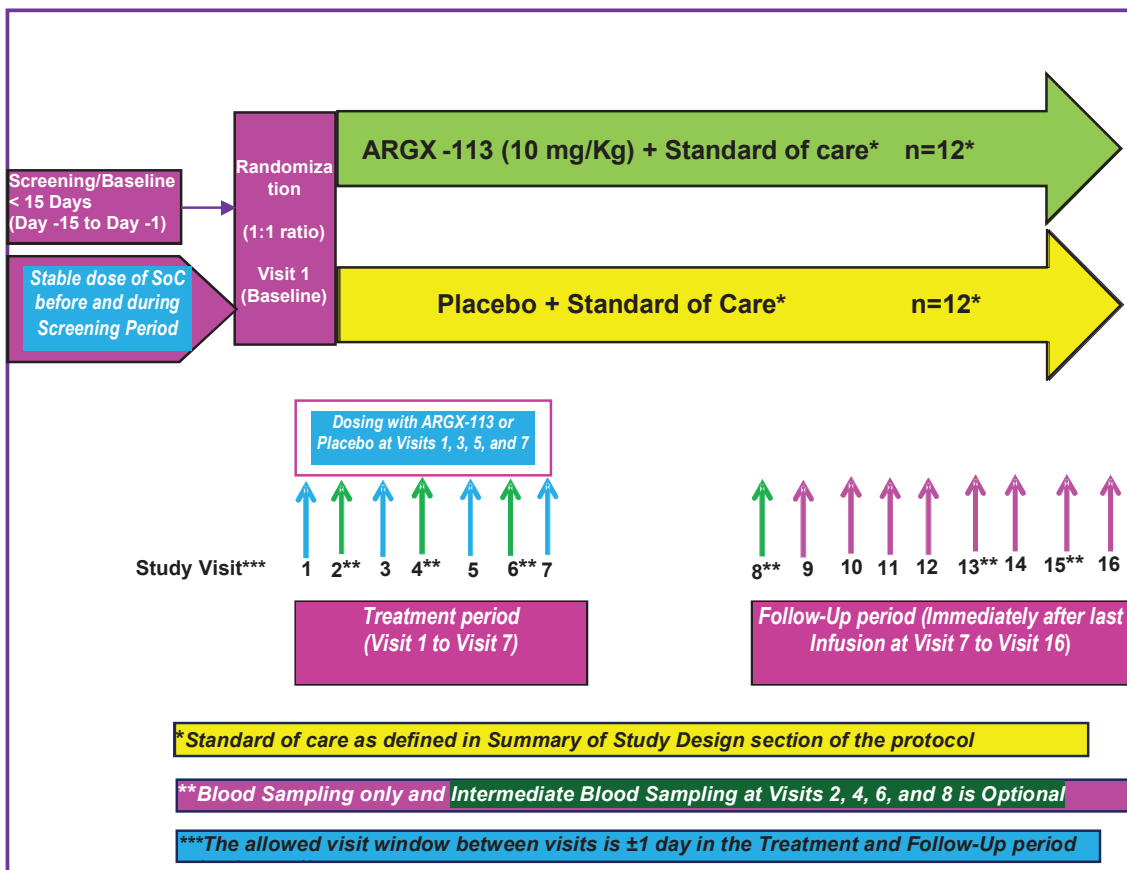 ARGX -113 (10 mg/Kg) + Standard of care* n=12*
Screening/Baseline
< 15 Days
(Day -15 to Day -1)
Randomiza
tion
(1:1 ratio)
Visit 1
(Baseline)
Stable dose of SoC
before and during
Screening Period
Placebo + Standard of Care* n=12*
Dosing with ARGX-113 or
Placebo at Visits 1, 3, 5, and 7
Study Visit*** 1 2** 3 4** 5 6** 7 8** 9 10 11 12 13** 14 15** 16
Treatment period
(Visit 1 to Visit 7)
Follow-Up period (Immediately after last
Infusion at Visit 7 to Visit 16)
*Standard of care as defined in Summary of Study Design section of the protocol
**Blood Sampling only and Intermediate Blood Sampling at Visits 2, 4, 6, and 8 is Optional
***The allowed visit window between visits is ±1 day in the Treatment and Follow-Up period